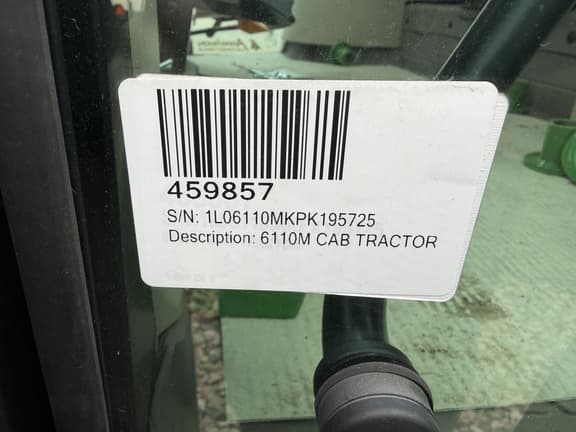 459857
S/N: 1L06110MKPK195725
Description: 6110M CAB TRACTOR